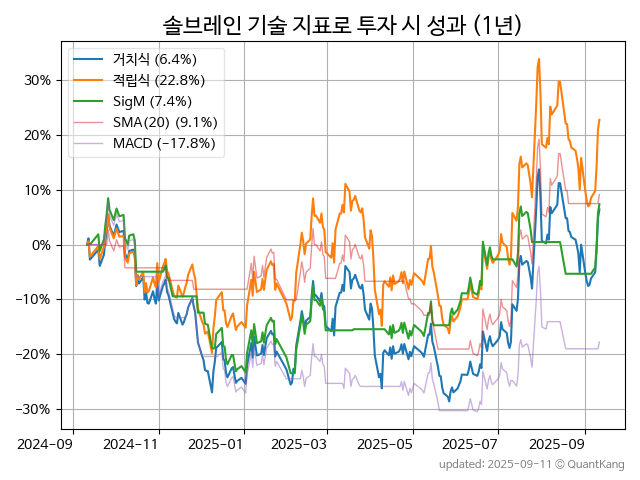 솔브레인 기술 지표로 투자 시 성과 (1년)
거치식 (6.4%)
적립식 (22.8%)
SigM (7.4%)
SMA(20) (9.1%)
MACD (−17.8%)
30%
20%
10%
0%
−10%
−20%
−30%
2024-09 2024-11 2025-01 2025-03 2025-05 2025-07 2025-09
updated: 2025-09-11 © QuantKang